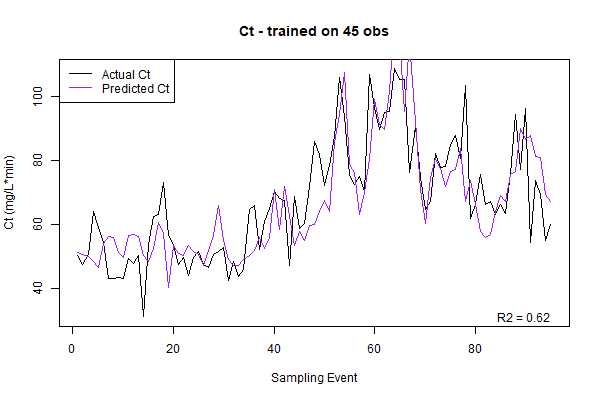 Ct - trained on 45 obs
Actual Ct
Predicted Ct
Ct (mg/L*min)
100
80
60
40
R2 = 0.62
0 20 40 60 80
Sampling Event